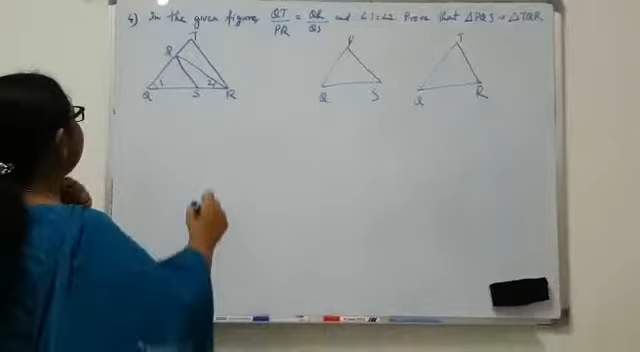 4) In the given figure, QT/PR = QR/QS and ∠1=∠2. Prove that △PQS ~ △TQR
T
P
1
2
Q S R
P
Q S
T
Q R